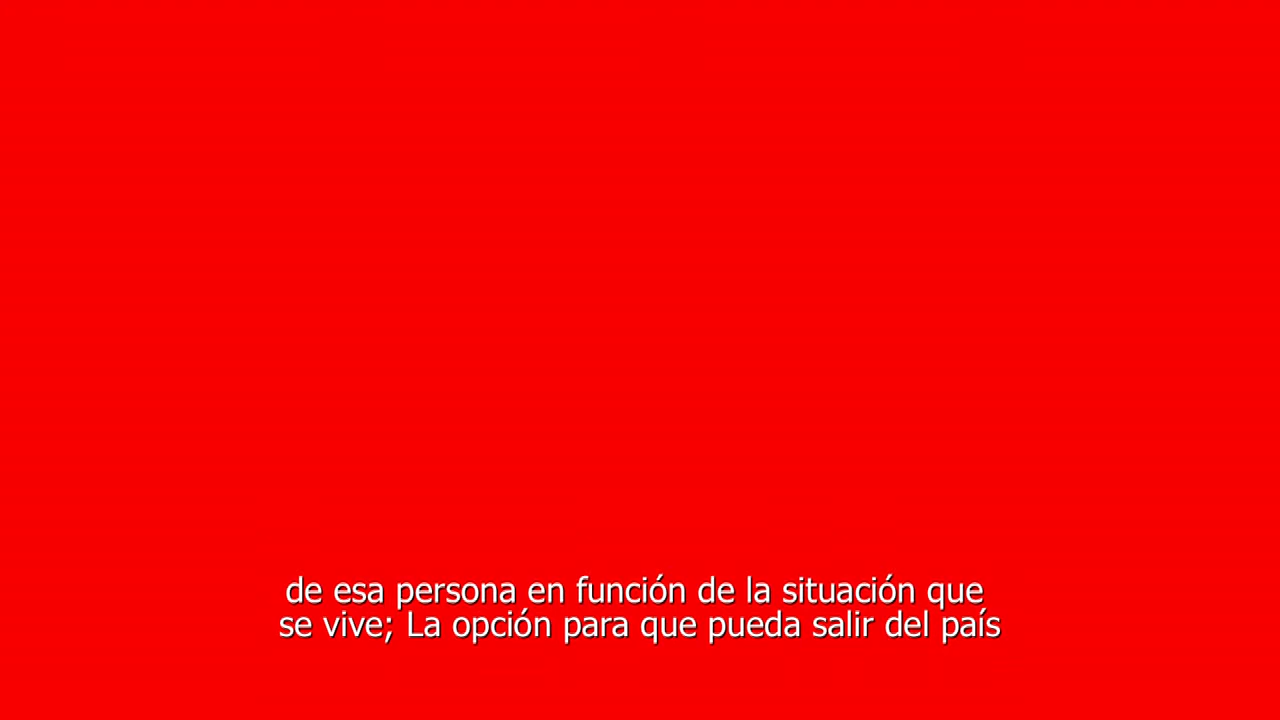 de esa persona en función de la situación que
se vive; La opción para que pueda salir del país